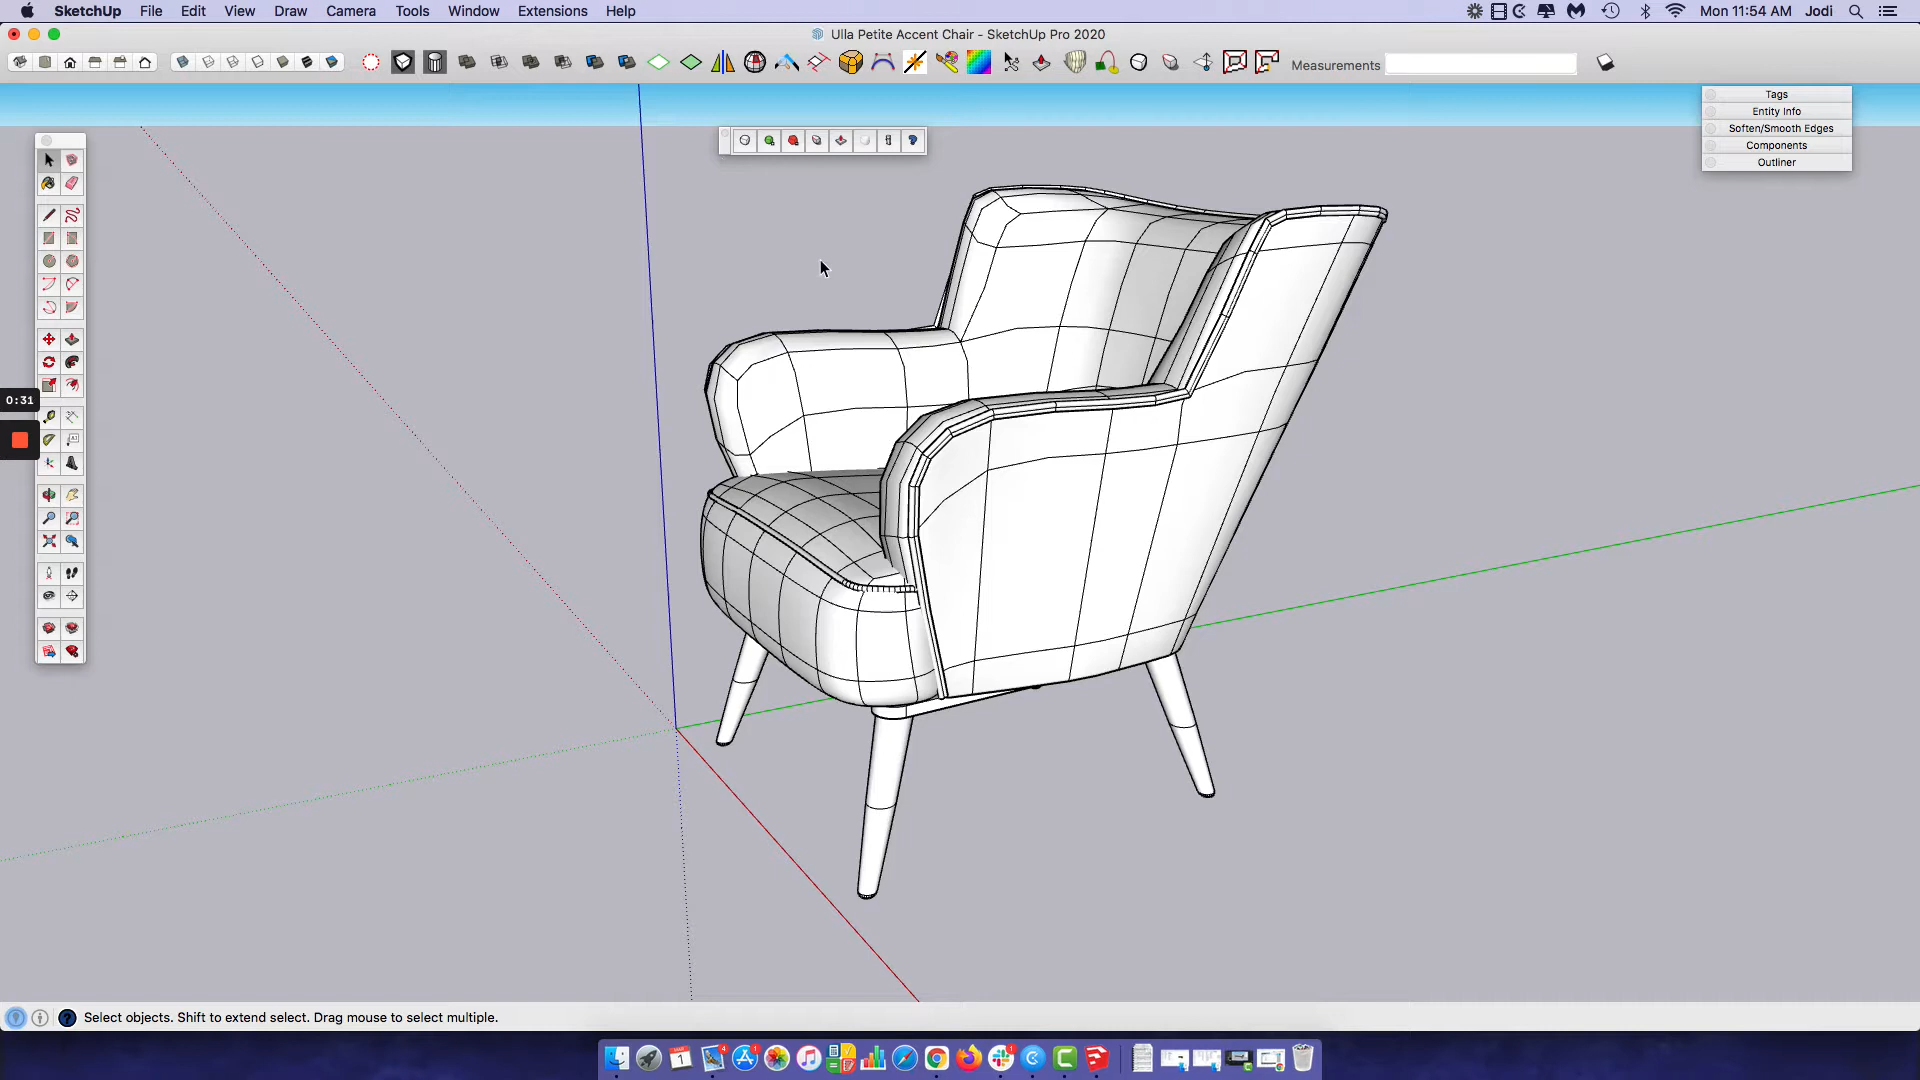 SketchUp File Edit View Draw Camera Tools Window Extensions Help Mon 11:54 AM Jodi
Ulla Petite Accent Chair - SketchUp Pro 2020
Measurements
Tags
Entity Info
Soften/Smooth Edges
Components
Outliner
0:31
Select objects. Shift to extend select. Drag mouse to select multiple.